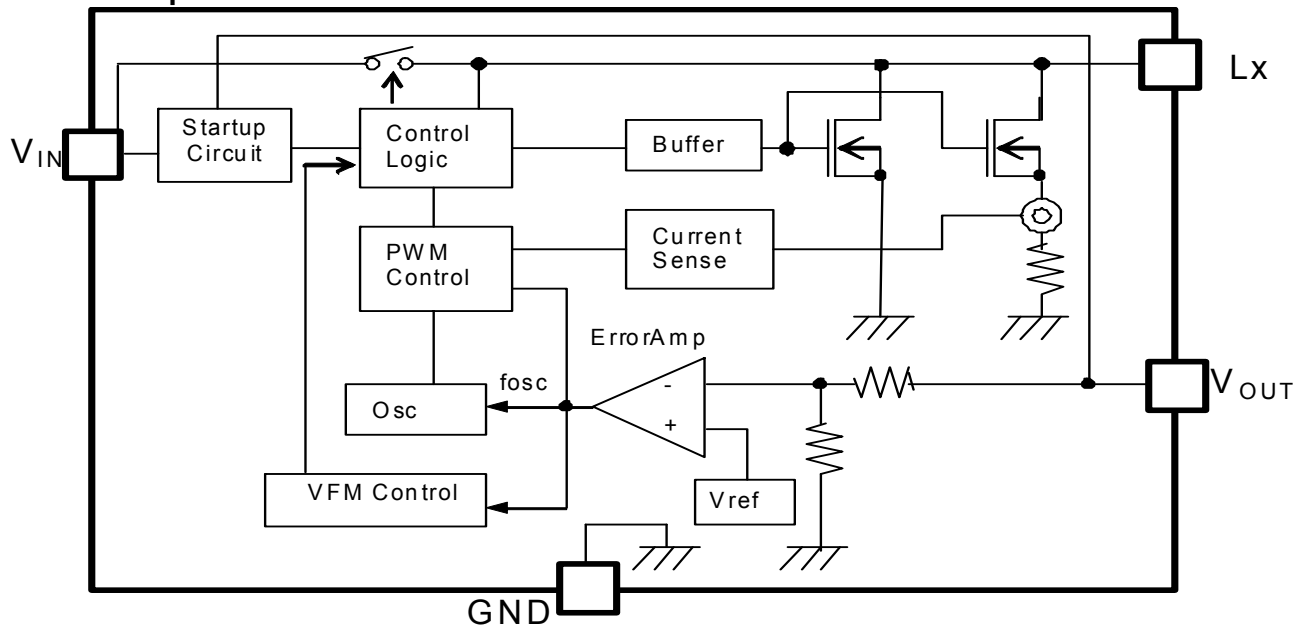 Lx
Startup
Circuit
Control
Logic
Buffer
VIN
PWM
Control
Current
Sense
ErrorAmp
fosc
-
+
Osc
VOUT
VFM Control
Vref
GND